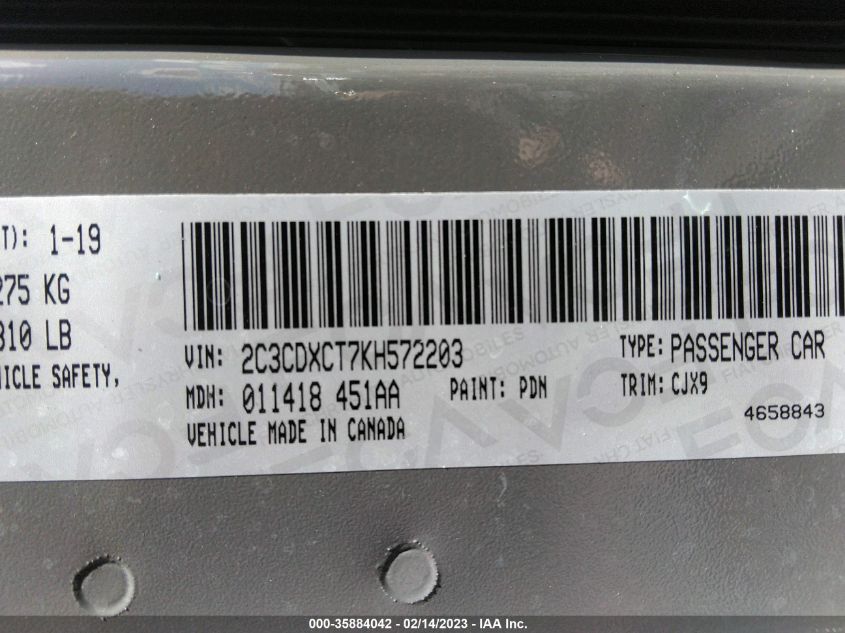 T): 1-19
275 KG
310 LB
HICLE SAFETY,
VIN: 2C3CDXCT7KH572203
TYPE: PASSENGER CAR
MDH: 011418 451AA
PAINT: PDN
TRIM: CJX9
VEHICLE MADE IN CANADA
4658843
000-35884042 - 02/14/2023 - IAA Inc.